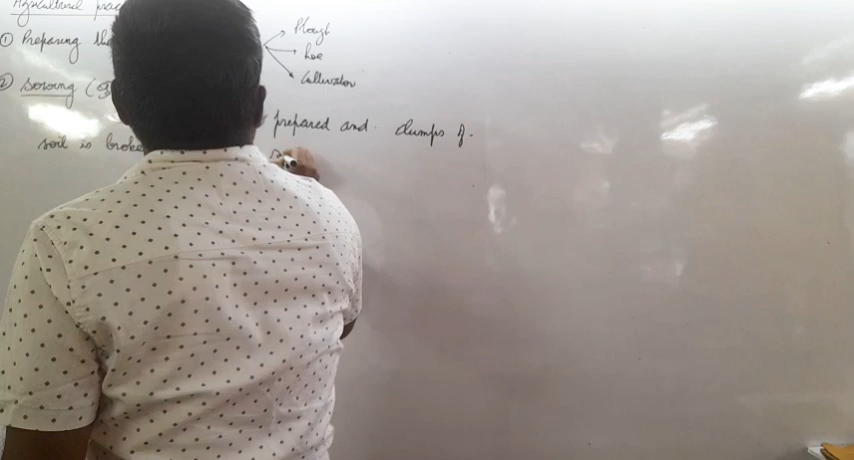 Agricultural prac
① Preparing the
Plough
hoe
Cultivator
② sowing (
prepared and clumps of
soil is broke